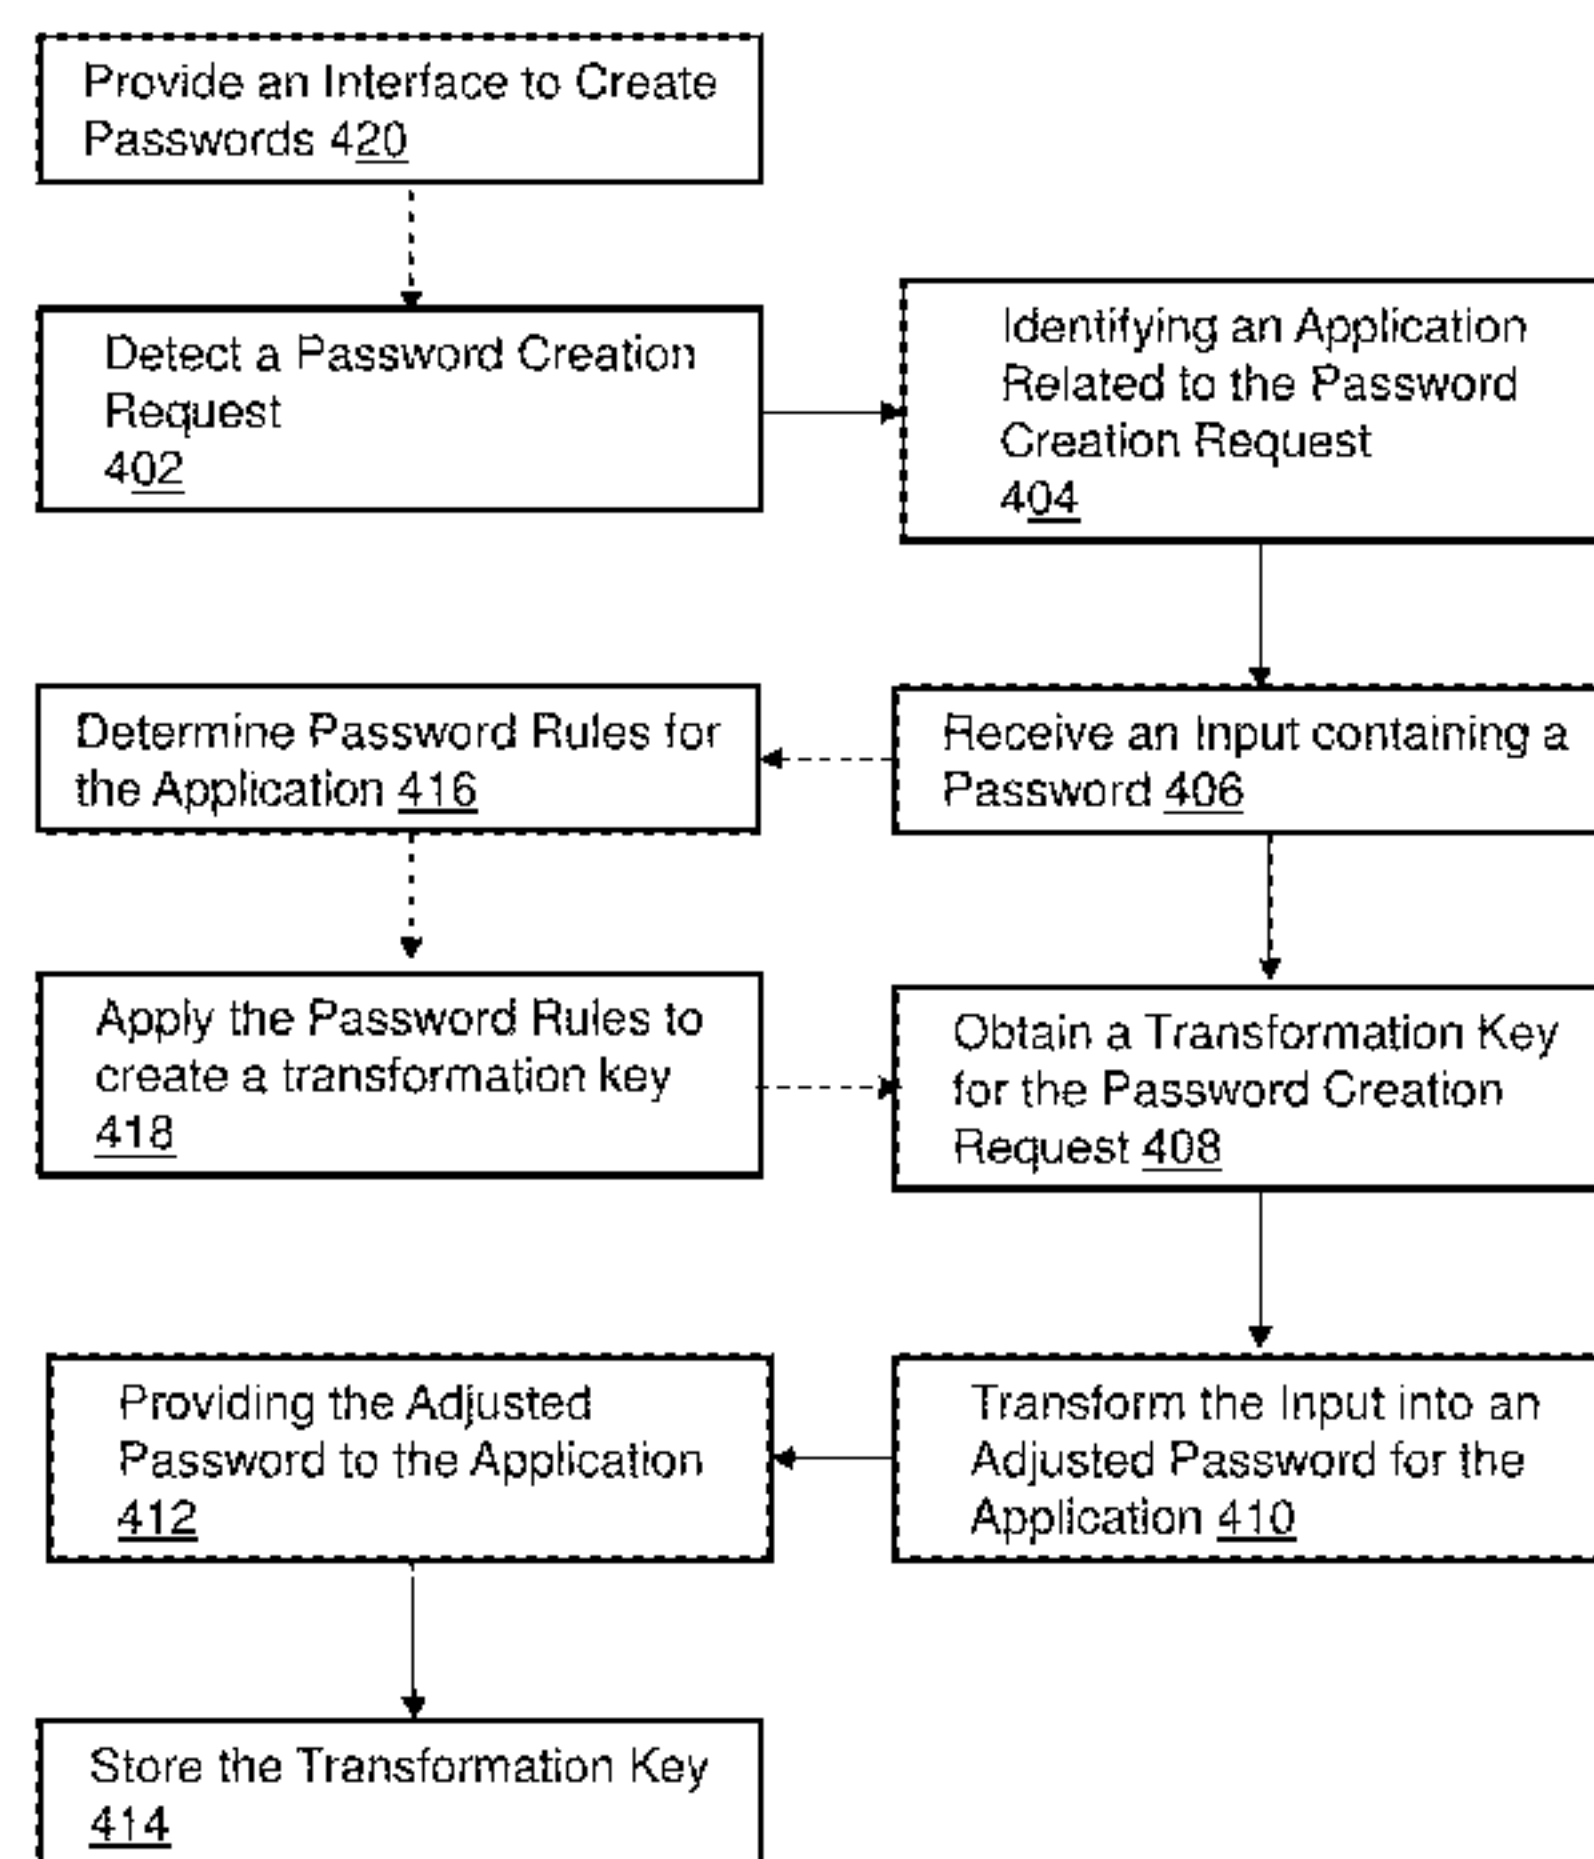 Provide an Interface to Create
Passwords 420
Detect a Password Creation
Request
402
Identifying an Application
Related to the Password
Creation Request
404
Determine Password Rules for
the Application 416
Receive an Input containing a
Password 406
Apply the Password Rules to
create a transformation key
418
Obtain a Transformation Key
for the Password Creation
Request 408
Providing the Adjusted
Password to the Application
412
Transform the Input into an
Adjusted Password for the
Application 410
Store the Transformation Key
414